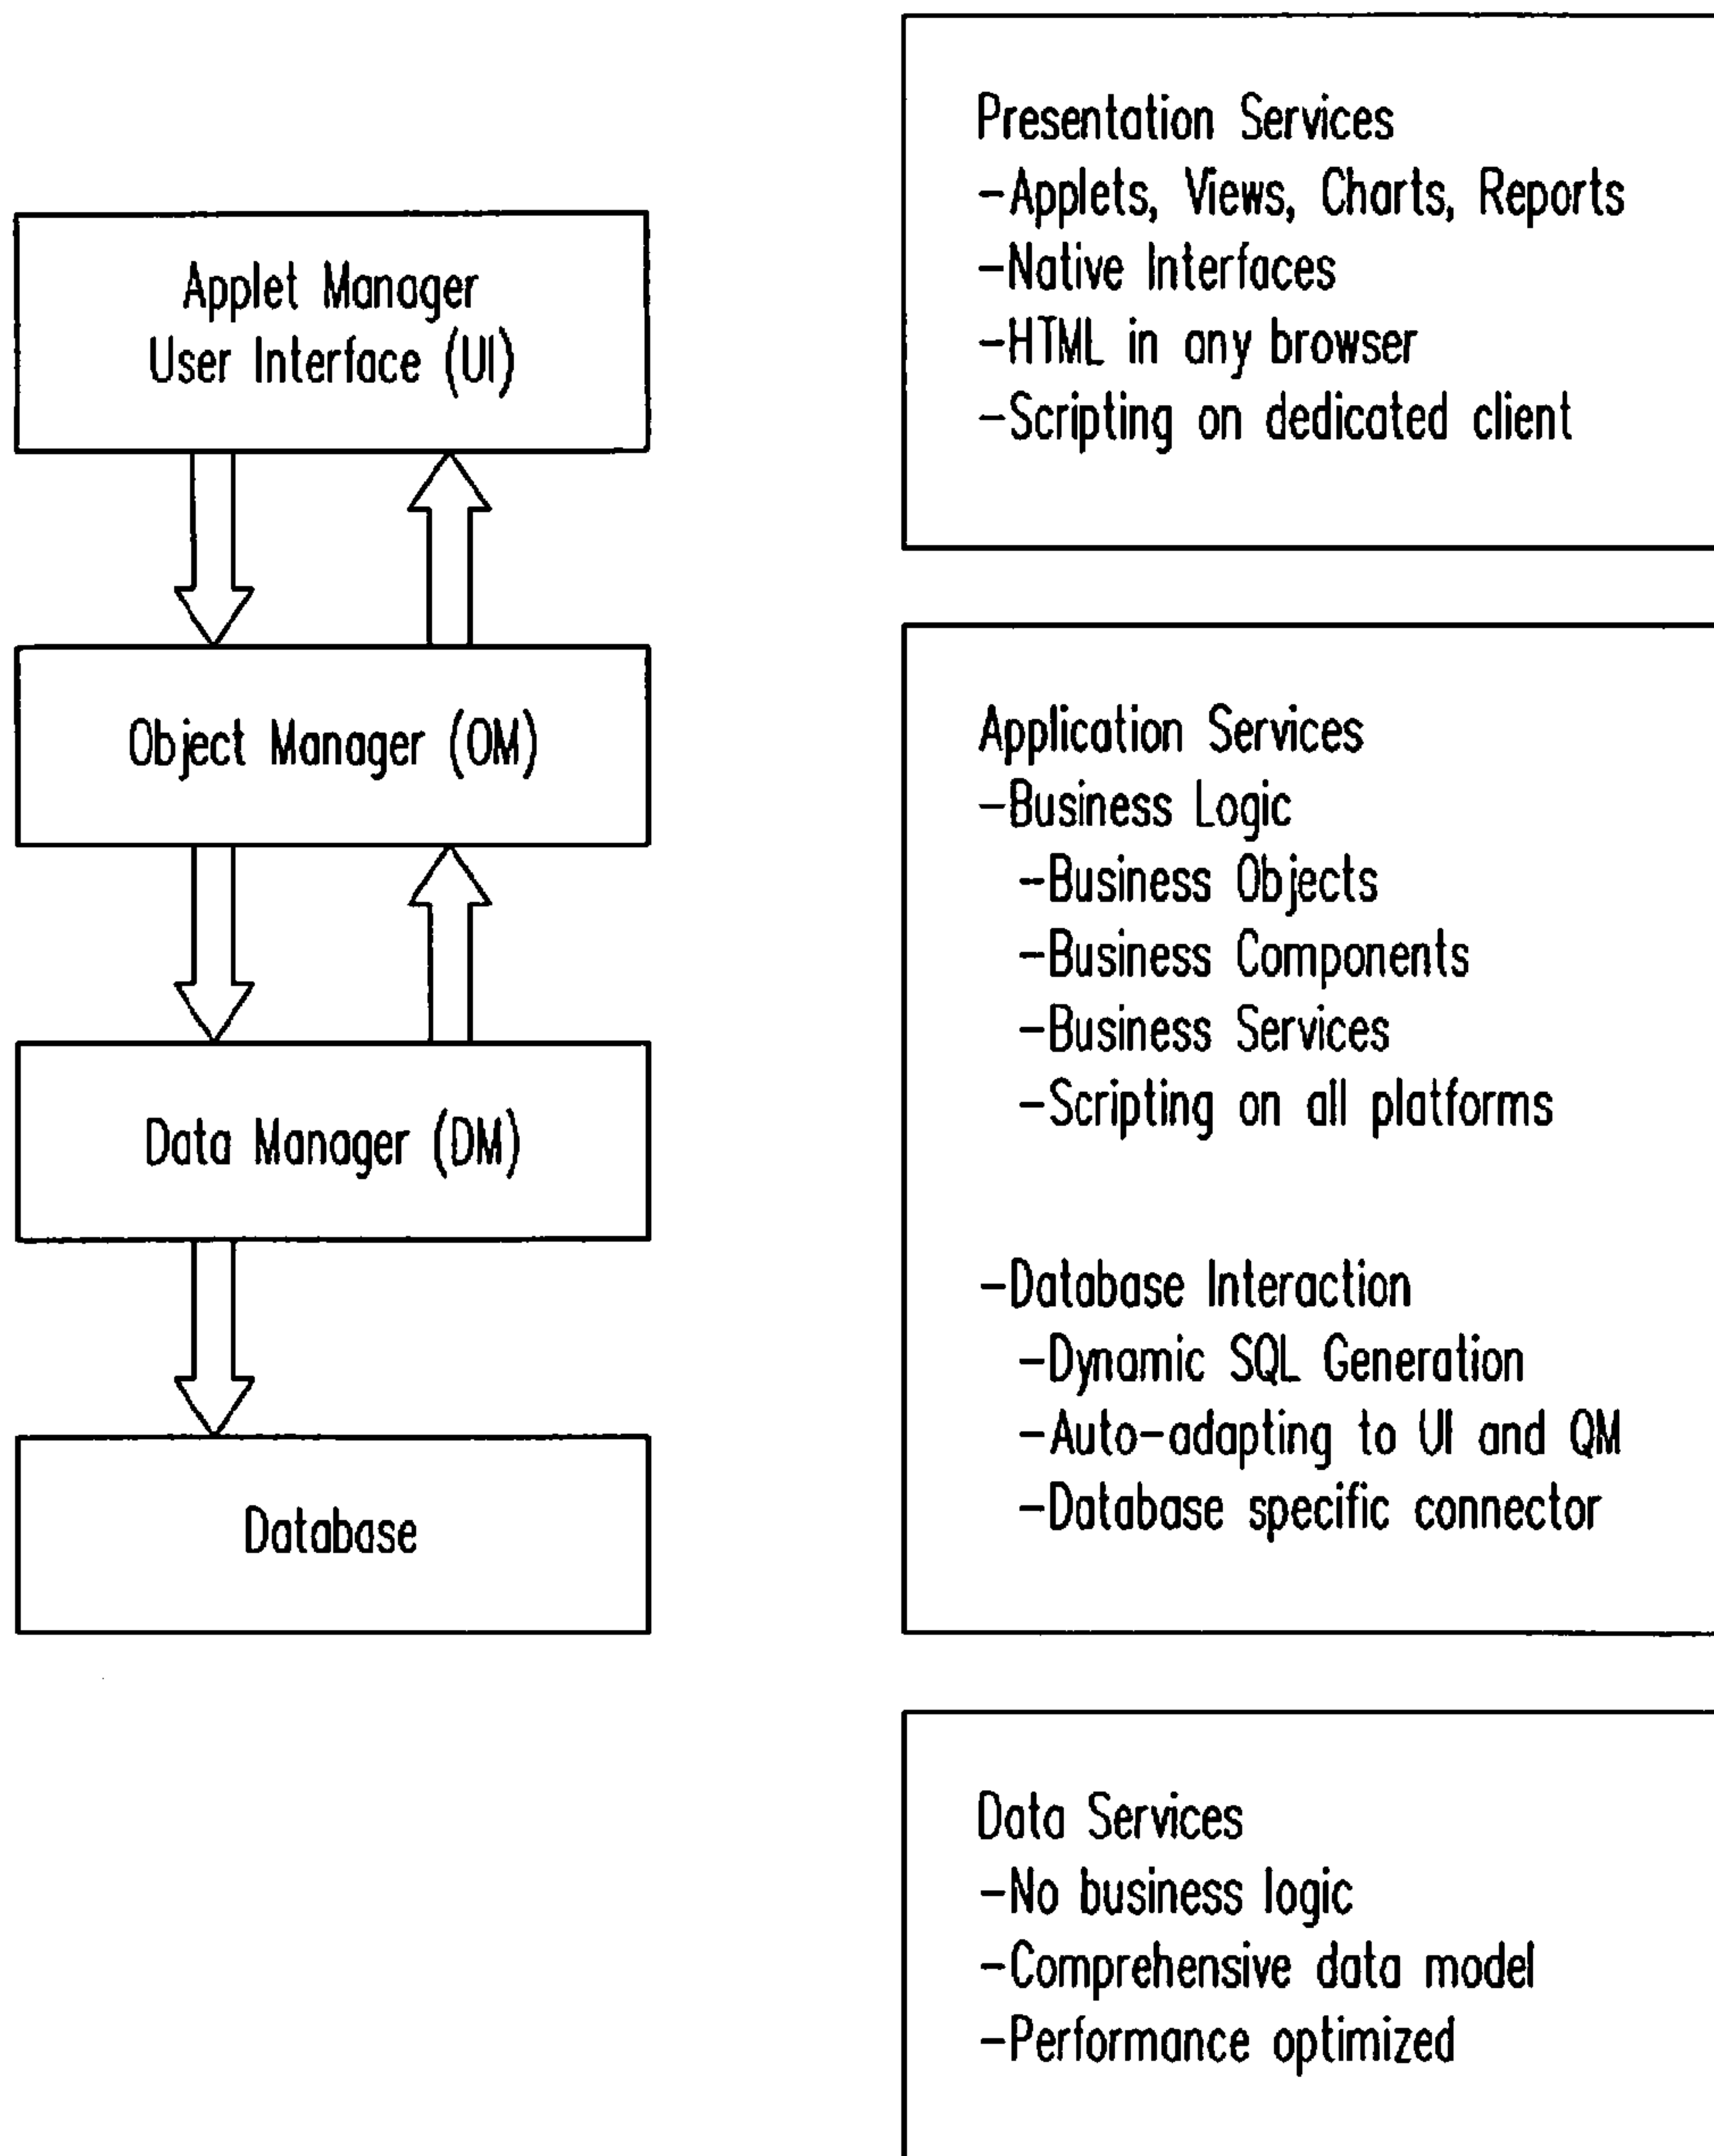 Applet Manager
User Interface (UI)
Object Manager (OM)
Data Manager (DM)
Database
Presentation Services
-Applets, Views, Charts, Reports
-Native Interfaces
-HTML in any browser
-Scripting on dedicated client
Application Services
-Business Logic
-Business Objects
-Business Components
-Business Services
-Scripting on all platforms
-Database Interaction
-Dynamic SQL Generation
-Auto-adapting to UI and QM
-Database specific connector
Data Services
-No business logic
-Comprehensive data model
-Performance optimized